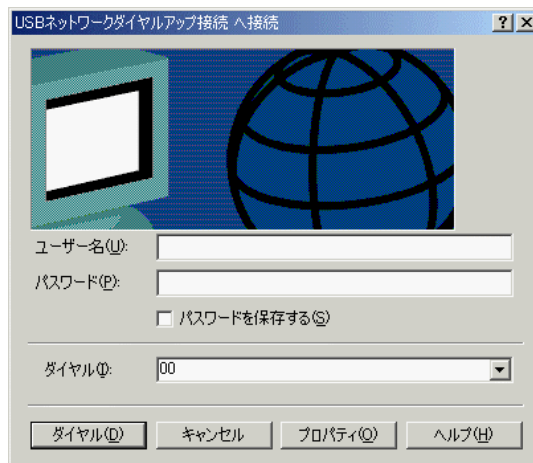 USBネットワークダイヤルアップ接続 へ接続
ユーザー名(U):
パスワード(P):
パスワードを保存する(S)
ダイヤル(I):
00
ダイヤル(D)
キャンセル
プロパティ(O)
ヘルプ(H)